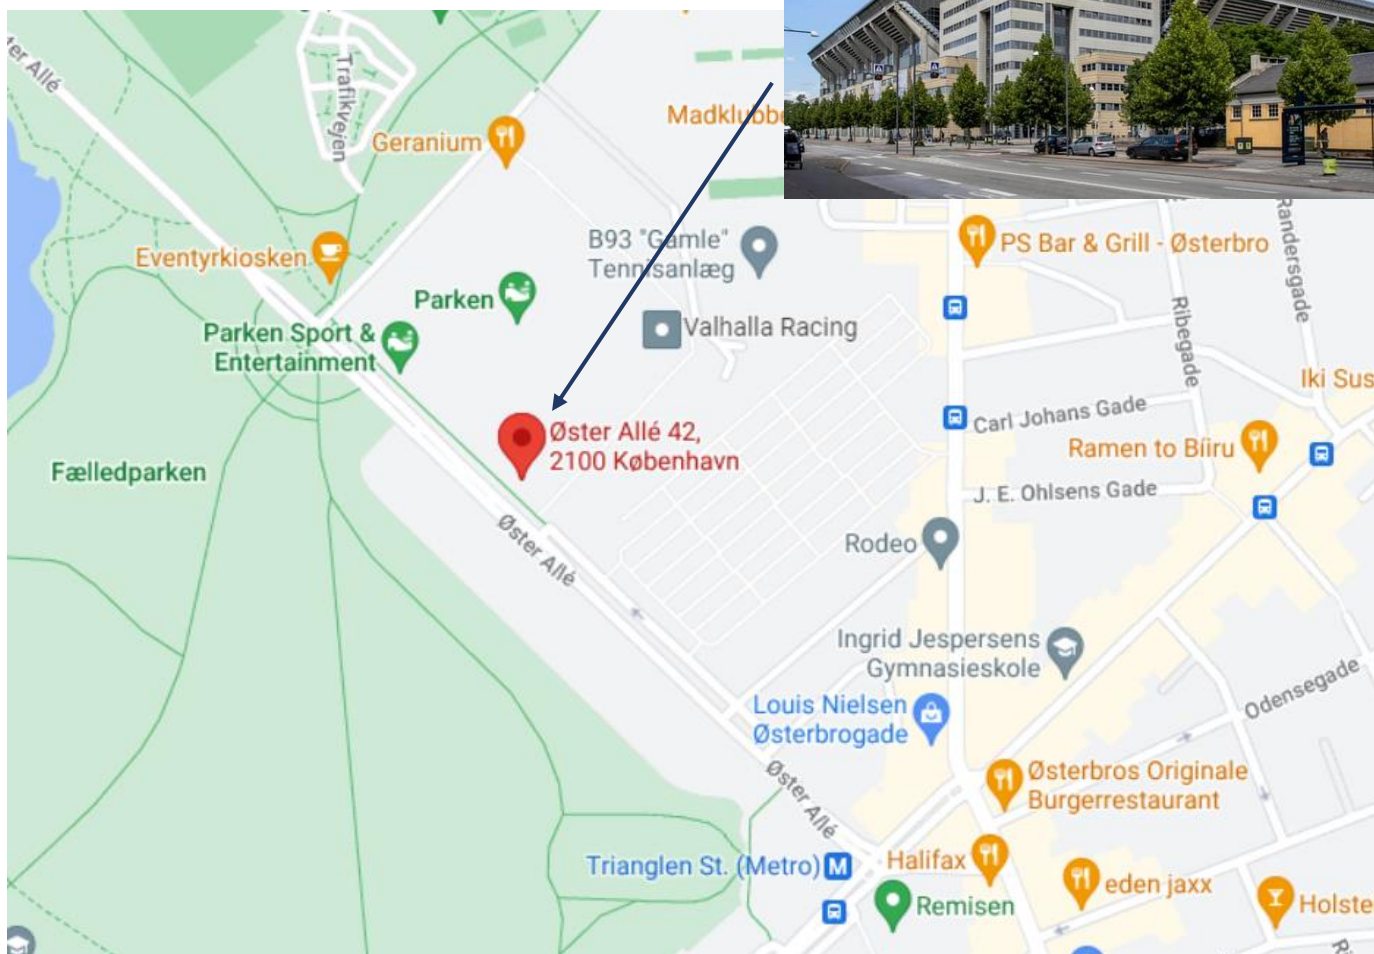 ter Allé
Trafikvejen
Geranium
Madklubbe
Eventyrkiosken
B93 "Gamle"
Tennisanlæg
PS Bar & Grill - Østerbro
Randersgade
Ribegade
Parken
Parken Sport &
Entertainment
Valhalla Racing
Iki Sus
Carl Johans Gade
Ramen to Bíiru
Øster Allé 42,
2100 København
Fælledparken
J. E. Ohlsens Gade
Øster Allé
Rodeo
Ingrid Jespersens
Gymnasieskole
Odensegade
Louis Nielsen
Østerbrogade
Øster Allé
Østerbros Originale
Burgerrestaurant
Trianglen St. (Metro) M
Halifax
eden jaxx
Remisen
Holste